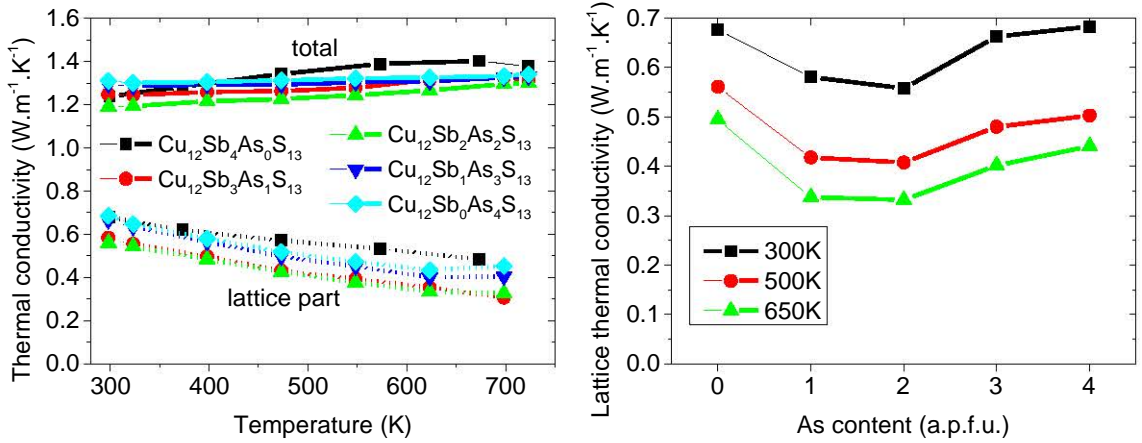 Thermal conductivity (W.m⁻¹.K⁻¹)
1.6
1.4
1.2
1.0
0.8
0.6
0.4
0.2
0.0
total
Cu₁₂Sb₄As₀S₁₃
Cu₁₂Sb₃As₁S₁₃
Cu₁₂Sb₂As₂S₁₃
Cu₁₂Sb₁As₃S₁₃
Cu₁₂Sb₀As₄S₁₃
lattice part
300 400 500 600 700
Temperature (K)
Lattice thermal conductivity (W.m⁻¹.K⁻¹)
0.7
0.6
0.5
0.4
0.3
0.2
0.1
0.0
300K
500K
650K
0 1 2 3 4
As content (a.p.f.u.)